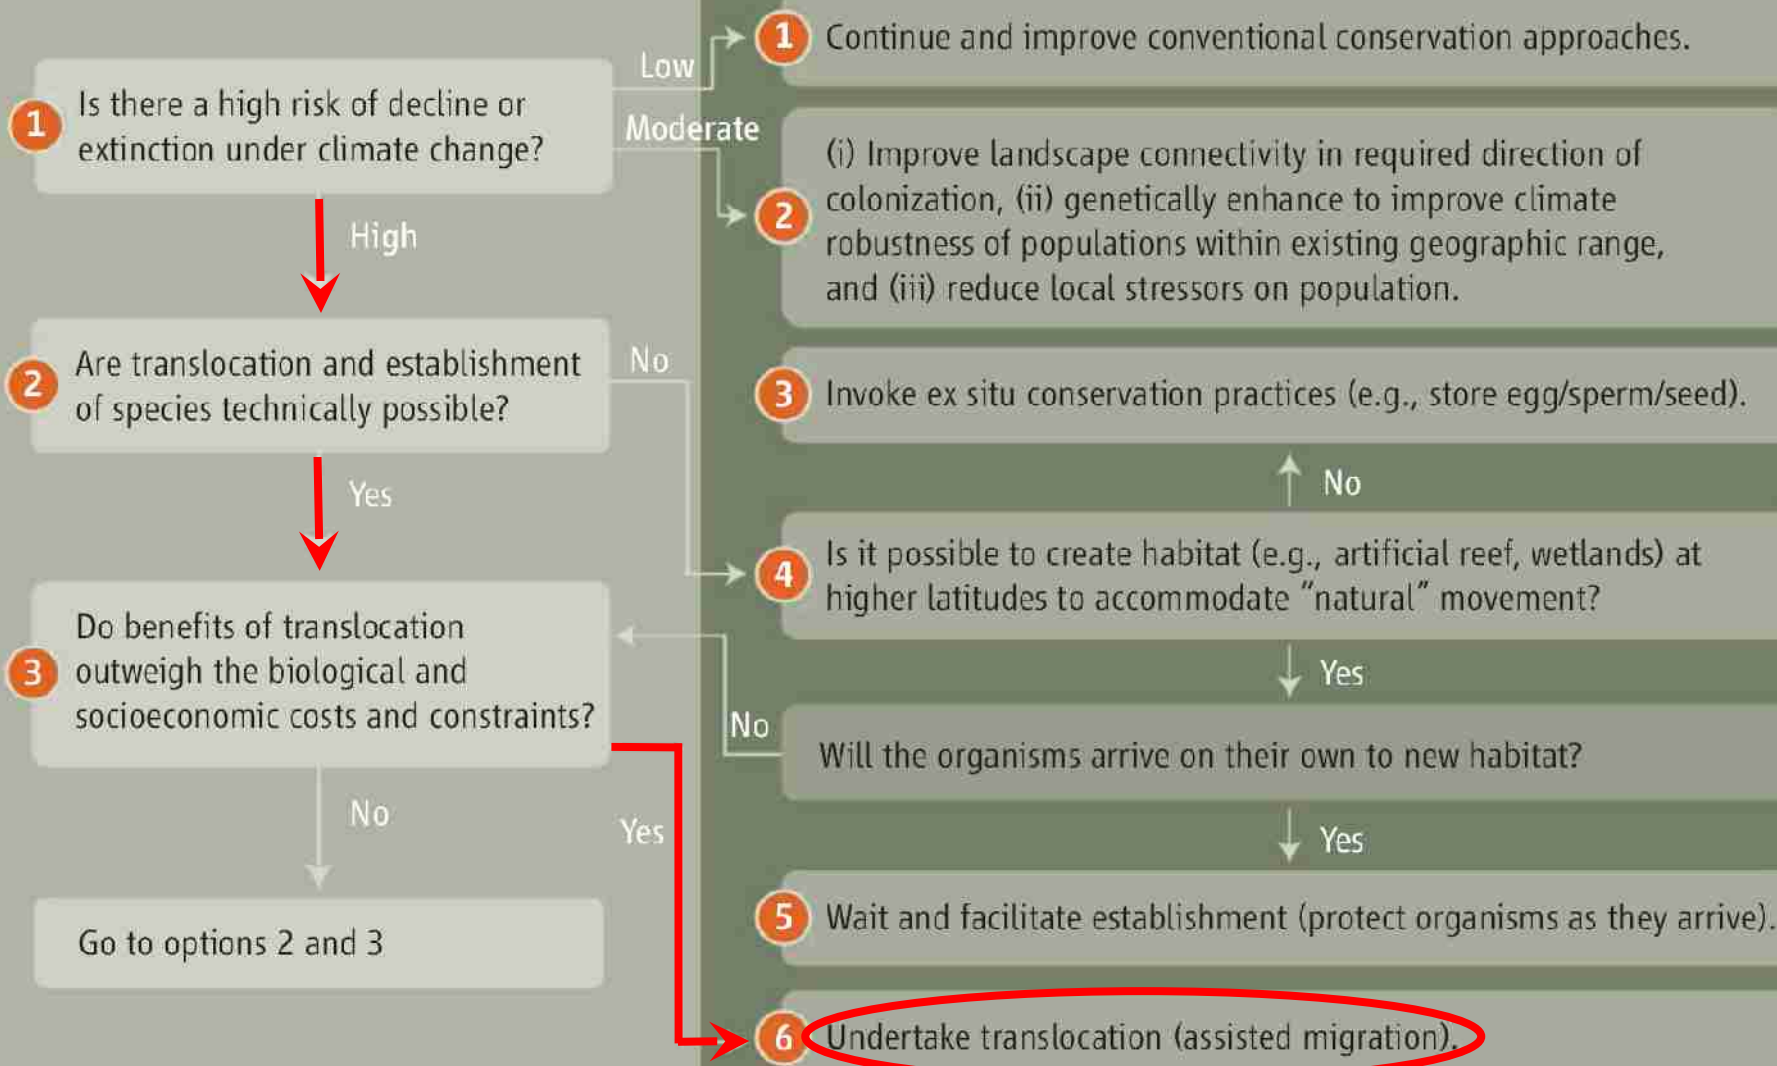 1
Is there a high risk of decline or
extinction under climate change?
Low
Moderate
High
2
Are translocation and establishment
of species technically possible?
No
Yes
3
Do benefits of translocation
outweigh the biological and
socioeconomic costs and constraints?
No
Yes
Go to options 2 and 3
1
Continue and improve conventional conservation approaches.
2
(i) Improve landscape connectivity in required direction of
colonization, (ii) genetically enhance to improve climate
robustness of populations within existing geographic range,
and (iii) reduce local stressors on population.
3
Invoke ex situ conservation practices (e.g., store egg/sperm/seed).
No
4
Is it possible to create habitat (e.g., artificial reef, wetlands) at
higher latitudes to accommodate “natural” movement?
Yes
No
Will the organisms arrive on their own to new habitat?
Yes
5
Wait and facilitate establishment (protect organisms as they arrive).
6
Undertake translocation (assisted migration).